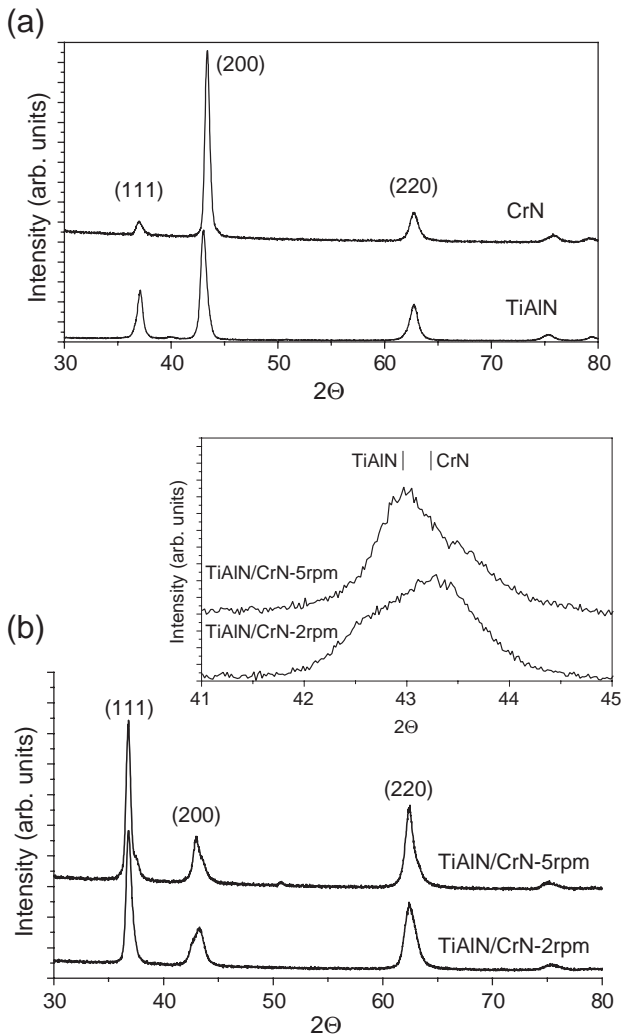 (a)
(200)
(111)
(220)
CrN
TiAlN
Intensity (arb. units)
30 40 50 60 70 80
2Θ
TiAlN CrN
TiAlN/CrN-5rpm
TiAlN/CrN-2rpm
Intensity (arb. units)
41 42 43 44 45
2Θ
(b)
(111)
(200)
(220)
TiAlN/CrN-5rpm
TiAlN/CrN-2rpm
Intensity (arb. units)
30 40 50 60 70 80
2Θ